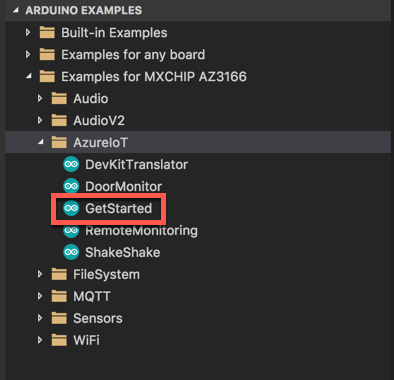 ARDUINO EXAMPLES
Built-in Examples
Examples for any board
Examples for MXCHIP AZ3166
Audio
AudioV2
AzureIoT
DevKitTranslator
DoorMonitor
GetStarted
RemoteMonitoring
ShakeShake
FileSystem
MQTT
Sensors
WiFi